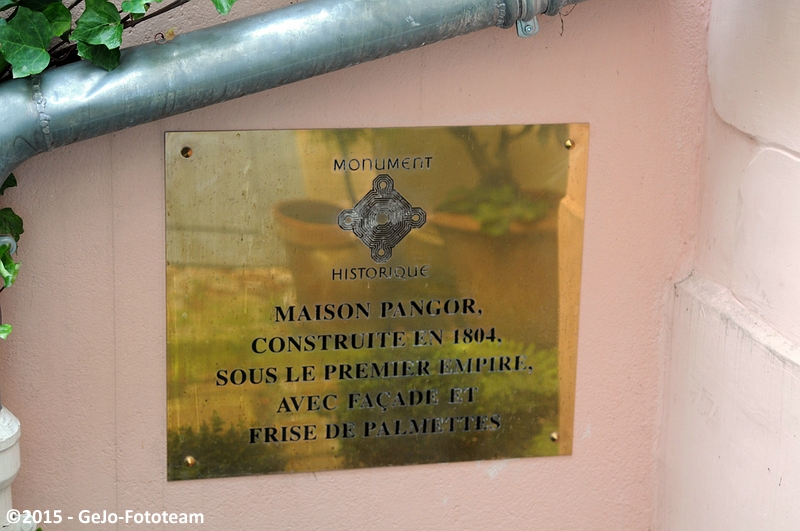 MONUMENT
HISTORIQUE
MAISON PANGOR,
CONSTRUITE EN 1804,
SOUS LE PREMIER EMPIRE,
AVEC FAÇADE ET
FRISE DE PALMETTES
©2015 - GeJo-Fototeam